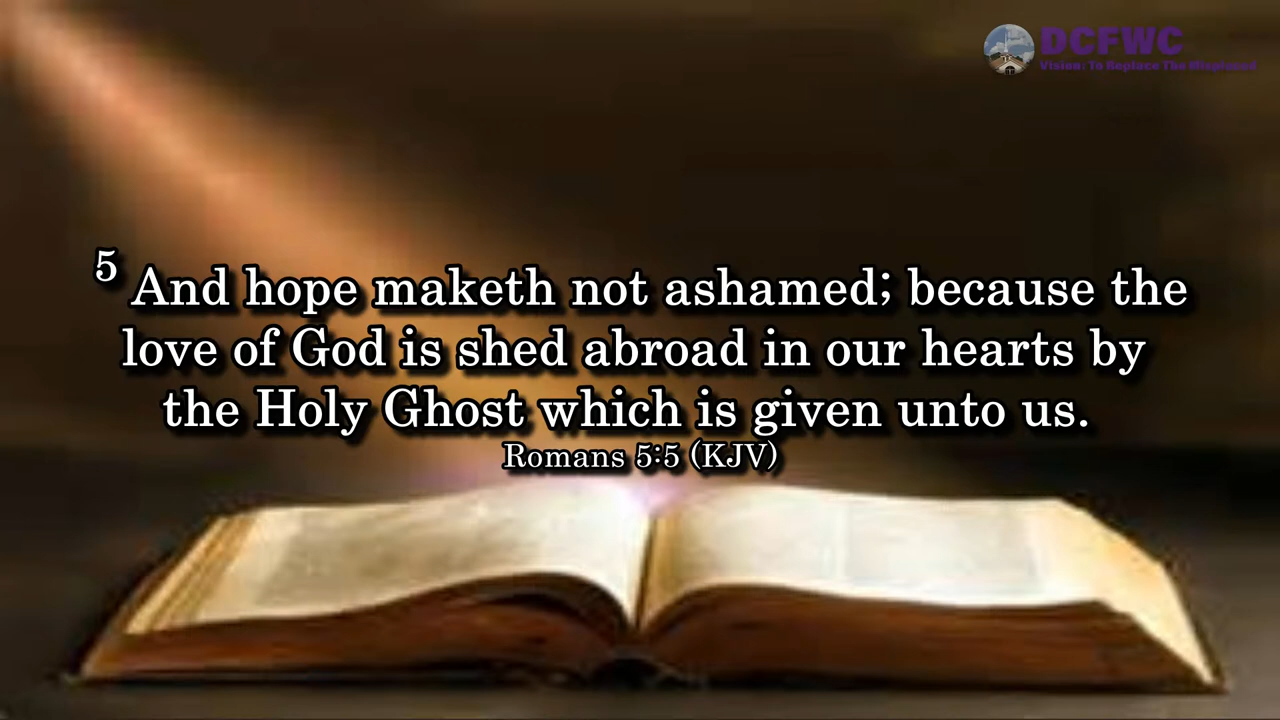 DCFWC
Vision: To Replace The Misplaced
5 And hope maketh not ashamed; because the
love of God is shed abroad in our hearts by
the Holy Ghost which is given unto us.
Romans 5:5 (KJV)